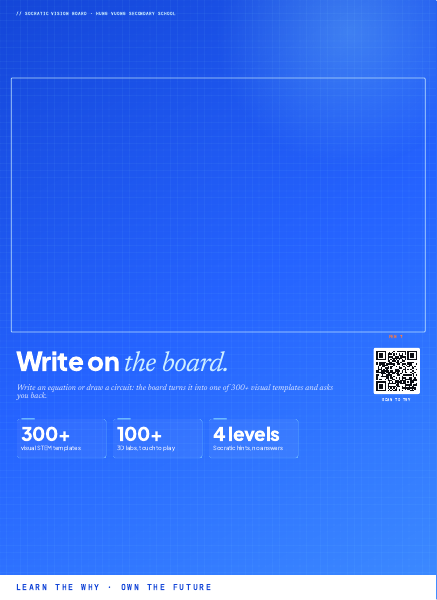 // SOCRATIC VISION BOARD · HUNG VUONG SECONDARY SCHOOL
Write on the board.
Write an equation or draw a circuit: the board turns it into one of 300+ visual templates and asks
you back.
SCAN TO TRY
300+
visual STEM templates
100+
3D labs, touch to play
4 levels
Socratic hints, no answers
LEARN THE WHY · OWN THE FUTURE